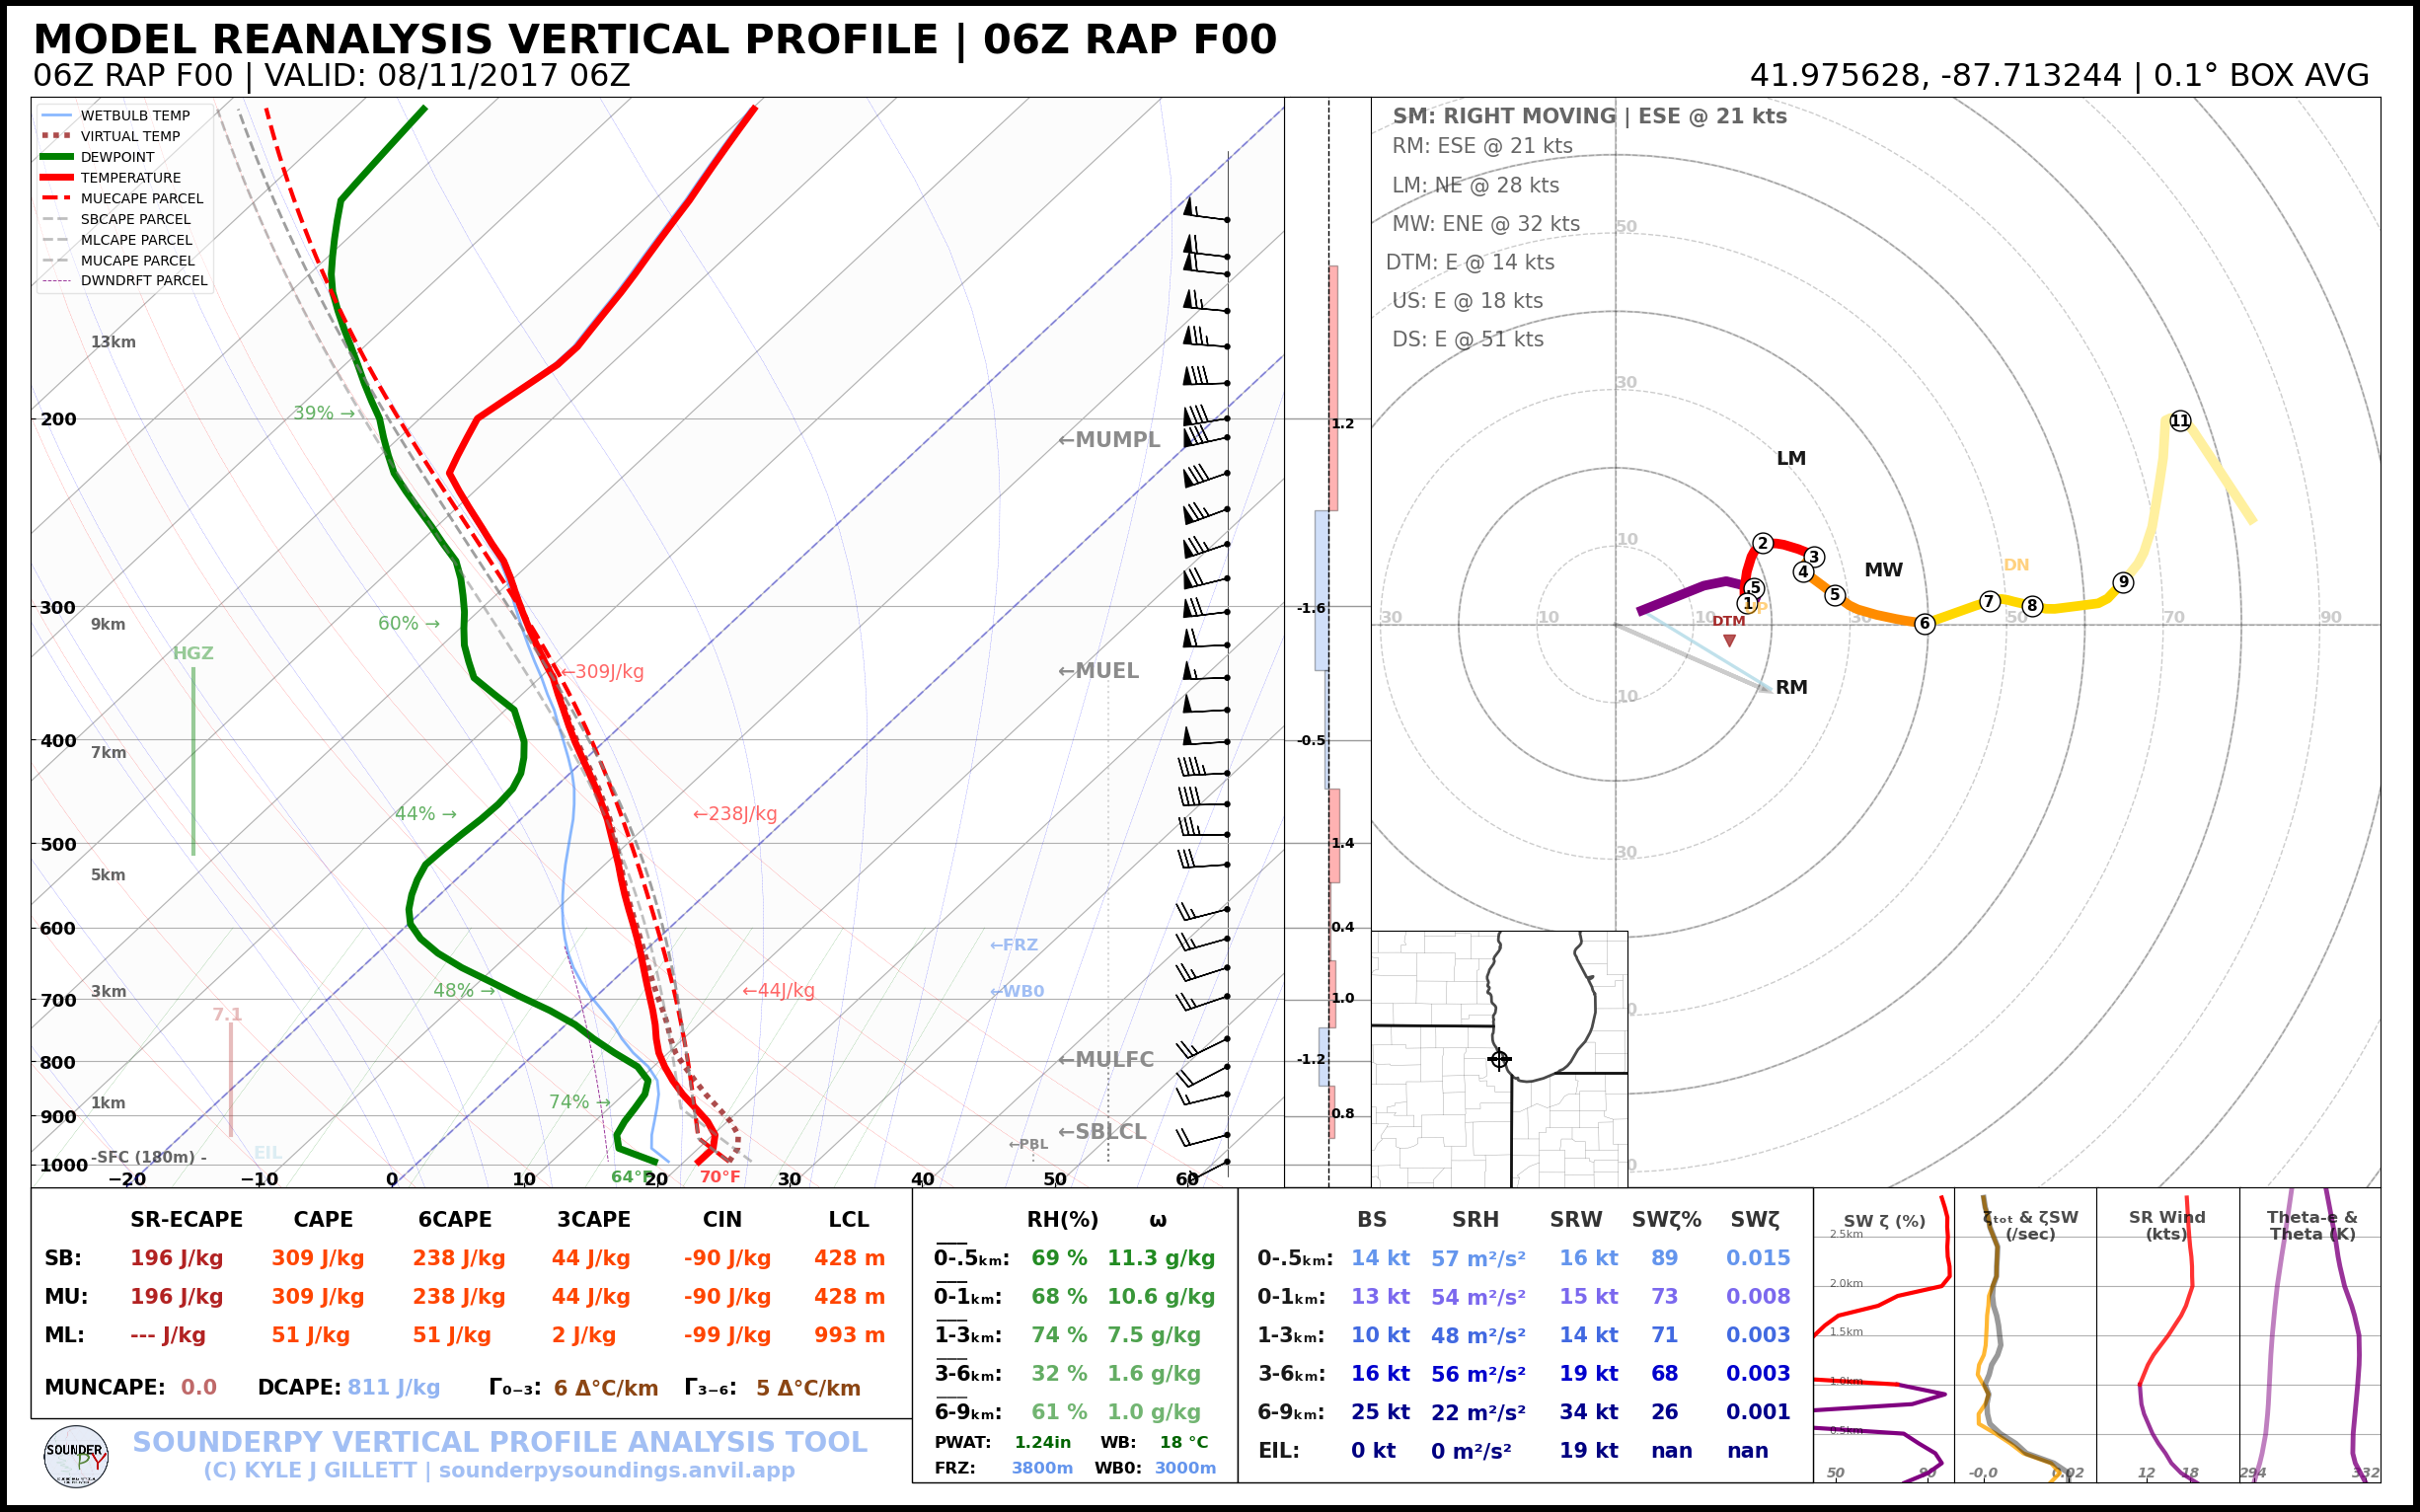 MODEL REANALYSIS VERTICAL PROFILE | 06Z RAP F00
06Z RAP F00 | VALID: 08/11/2017 06Z
41.975628, -87.713244 | 0.1° BOX AVG
WETBULB TEMP
VIRTUAL TEMP
DEWPOINT
TEMPERATURE
MUECAPE PARCEL
SBCAPE PARCEL
MLCAPE PARCEL
MUCAPE PARCEL
DWNDRFT PARCEL
13km
39% →
200
←MUMPL
300
9km
60% →
HGZ
←309J/kg
←MUEL
400
7km
44% →
←238J/kg
500
5km
600
←FRZ
700
3km
48% →
←44J/kg
←WB0
7.1
800
←MULFC
74% →
1km
900
←SBLCL
←PBL
EIL
-SFC (180m) -
1000
−20 −10 0 10 20 30 40 50 60
64°F 70°F
1.2
-1.6
-0.5
1.4
0.4
1.0
-1.2
0.8
SM: RIGHT MOVING | ESE @ 21 kts
RM: ESE @ 21 kts
LM: NE @ 28 kts
MW: ENE @ 32 kts
DTM: E @ 14 kts
US: E @ 18 kts
DS: E @ 51 kts
50
30
10
30 10 10 30 50 70 90
10
30
LM
MW
DN
DTM
RM
11
2
3
4
.5
1
5
6
7
8
9
SR-ECAPE CAPE 6CAPE 3CAPE CIN LCL
SB: 196 J/kg 309 J/kg 238 J/kg 44 J/kg -90 J/kg 428 m
MU: 196 J/kg 309 J/kg 238 J/kg 44 J/kg -90 J/kg 428 m
ML: --- J/kg 51 J/kg 51 J/kg 2 J/kg -99 J/kg 993 m
MUNCAPE: 0.0 DCAPE: 811 J/kg Γ₀₋₃: 6 Δ°C/km Γ₃₋₆: 5 Δ°C/km
RH(%) ω
0-.5ₖₘ: 69 % 11.3 g/kg
0-1ₖₘ: 68 % 10.6 g/kg
1-3ₖₘ: 74 % 7.5 g/kg
3-6ₖₘ: 32 % 1.6 g/kg
6-9ₖₘ: 61 % 1.0 g/kg
PWAT: 1.24in WB: 18 °C
FRZ: 3800m WB0: 3000m
BS SRH SRW SWζ% SWζ
0-.5ₖₘ: 14 kt 57 m²/s² 16 kt 89 0.015
0-1ₖₘ: 13 kt 54 m²/s² 15 kt 73 0.008
1-3ₖₘ: 10 kt 48 m²/s² 14 kt 71 0.003
3-6ₖₘ: 16 kt 56 m²/s² 19 kt 68 0.003
6-9ₖₘ: 25 kt 22 m²/s² 34 kt 26 0.001
EIL: 0 kt 0 m²/s² 19 kt nan nan
SW ζ (%)
2.5km
2.0km
1.5km
1.0km
0.5km
50 90
ζₜₒₜ & ζSW
(/sec)
-0.0 0.02
SR Wind
(kts)
12 18
Theta-e &
Theta (K)
294 332
SOUNDER
PY
SOUNDERPY VERTICAL PROFILE ANALYSIS TOOL
(C) KYLE J GILLETT | sounderpysoundings.anvil.app